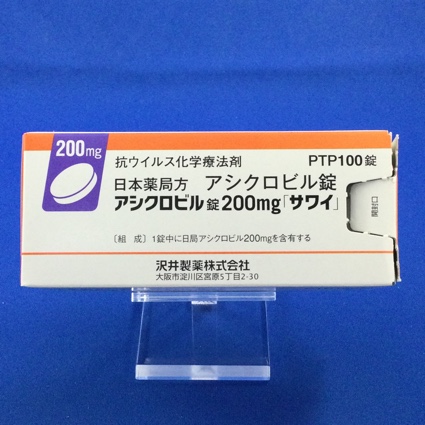 200mg
抗ウイルス化学療法剤 PTP100錠
日本薬局方 アシクロビル錠
アシクロビル錠200mg「サワイ」
開封口
〔組 成〕1錠中に日局アシクロビル200mgを含有する
沢井製薬株式会社
大阪市淀川区宮原5丁目2-30